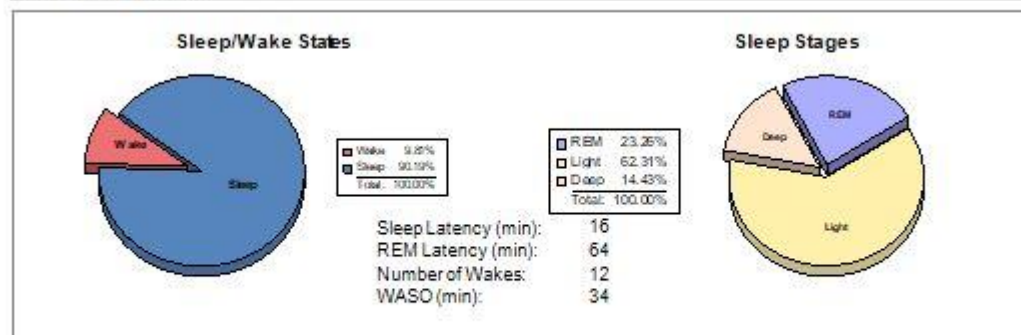 Sleep/Wake States
Sleep Stages
Wake
Sleep
Wake 9.81%
Sleep 90.19%
Total: 100.00%
REM 23.26%
Light 62.31%
Deep 14.43%
Total: 100.00%
REM
Deep
Light
Sleep Latency (min): 16
REM Latency (min): 64
Number of Wakes: 12
WASO (min): 34